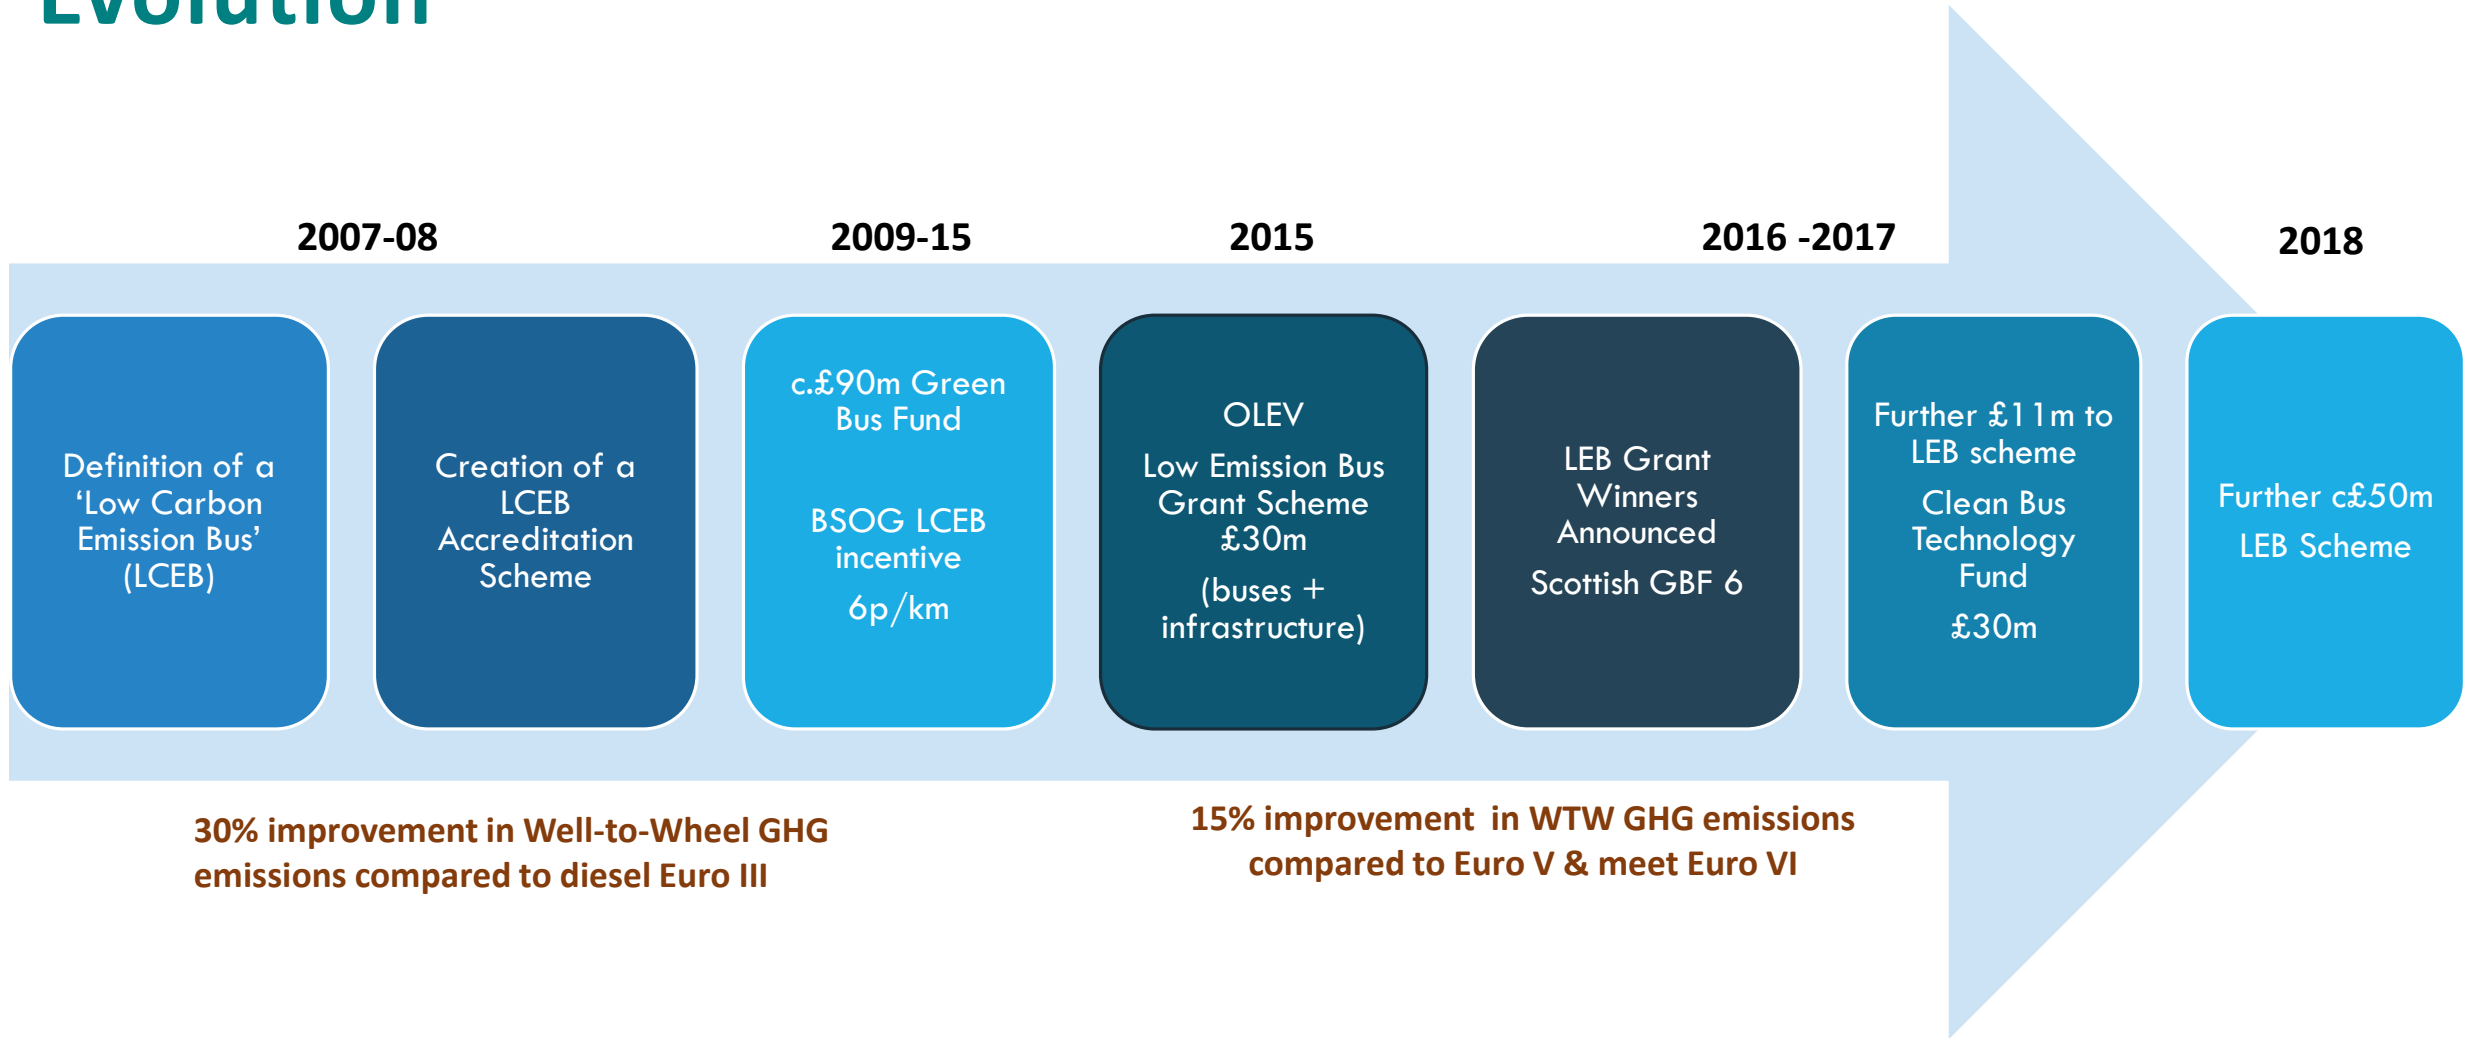 Evolution
2007-08
2009-15
2015
2016 -2017
2018
Definition of a
‘Low Carbon
Emission Bus’
(LCEB)
Creation of a
LCEB
Accreditation
Scheme
c.£90m Green
Bus Fund
BSOG LCEB
incentive
6p/km
OLEV
Low Emission Bus
Grant Scheme
£30m
(buses +
infrastructure)
LEB Grant
Winners
Announced
Scottish GBF 6
Further £11m to
LEB scheme
Clean Bus
Technology
Fund
£30m
Further c£50m
LEB Scheme
30% improvement in Well-to-Wheel GHG
emissions compared to diesel Euro III
15% improvement  in WTW GHG emissions
compared to Euro V & meet Euro VI